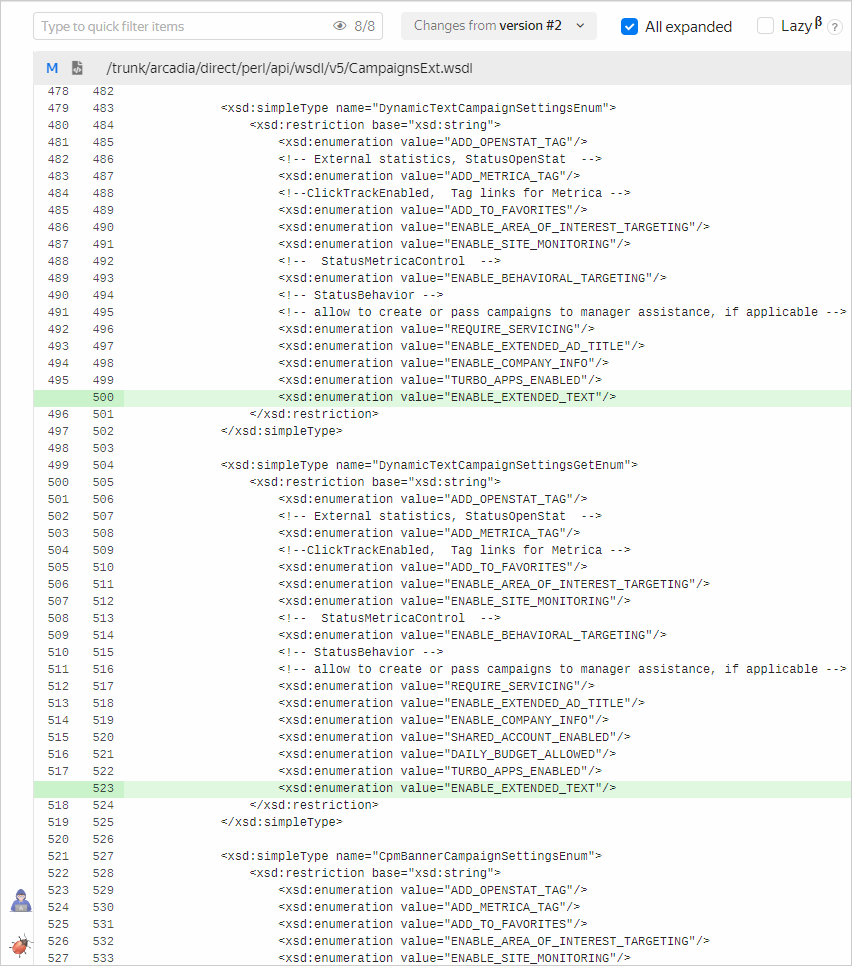 Type to quick filter items 8/8 Changes from version #2 All expanded Lazy β ?
M /trunk/arcadia/direct/perl/api/wsdl/v5/CampaignsExt.wsdl
478 482
479 483 <xsd:simpleType name="DynamicTextCampaignSettingsEnum">
480 484 <xsd:restriction base="xsd:string">
481 485 <xsd:enumeration value="ADD_OPENSTAT_TAG"/>
482 486 <!-- External statistics, StatusOpenStat  -->
483 487 <xsd:enumeration value="ADD_METRICA_TAG"/>
484 488 <!--ClickTrackEnabled,  Tag links for Metrica -->
485 489 <xsd:enumeration value="ADD_TO_FAVORITES"/>
486 490 <xsd:enumeration value="ENABLE_AREA_OF_INTEREST_TARGETING"/>
487 491 <xsd:enumeration value="ENABLE_SITE_MONITORING"/>
488 492 <!--  StatusMetricaControl  -->
489 493 <xsd:enumeration value="ENABLE_BEHAVIORAL_TARGETING"/>
490 494 <!-- StatusBehavior -->
491 495 <!-- allow to create or pass campaigns to manager assistance, if applicable -->
492 496 <xsd:enumeration value="REQUIRE_SERVICING"/>
493 497 <xsd:enumeration value="ENABLE_EXTENDED_AD_TITLE"/>
494 498 <xsd:enumeration value="ENABLE_COMPANY_INFO"/>
495 499 <xsd:enumeration value="TURBO_APPS_ENABLED"/>
500 <xsd:enumeration value="ENABLE_EXTENDED_TEXT"/>
496 501 </xsd:restriction>
497 502 </xsd:simpleType>
498 503
499 504 <xsd:simpleType name="DynamicTextCampaignSettingsGetEnum">
500 505 <xsd:restriction base="xsd:string">
501 506 <xsd:enumeration value="ADD_OPENSTAT_TAG"/>
502 507 <!-- External statistics, StatusOpenStat  -->
503 508 <xsd:enumeration value="ADD_METRICA_TAG"/>
504 509 <!--ClickTrackEnabled,  Tag links for Metrica -->
505 510 <xsd:enumeration value="ADD_TO_FAVORITES"/>
506 511 <xsd:enumeration value="ENABLE_AREA_OF_INTEREST_TARGETING"/>
507 512 <xsd:enumeration value="ENABLE_SITE_MONITORING"/>
508 513 <!--  StatusMetricaControl  -->
509 514 <xsd:enumeration value="ENABLE_BEHAVIORAL_TARGETING"/>
510 515 <!-- StatusBehavior -->
511 516 <!-- allow to create or pass campaigns to manager assistance, if applicable -->
512 517 <xsd:enumeration value="REQUIRE_SERVICING"/>
513 518 <xsd:enumeration value="ENABLE_EXTENDED_AD_TITLE"/>
514 519 <xsd:enumeration value="ENABLE_COMPANY_INFO"/>
515 520 <xsd:enumeration value="SHARED_ACCOUNT_ENABLED"/>
516 521 <xsd:enumeration value="DAILY_BUDGET_ALLOWED"/>
517 522 <xsd:enumeration value="TURBO_APPS_ENABLED"/>
523 <xsd:enumeration value="ENABLE_EXTENDED_TEXT"/>
518 524 </xsd:restriction>
519 525 </xsd:simpleType>
520 526
521 527 <xsd:simpleType name="CpmBannerCampaignSettingsEnum">
522 528 <xsd:restriction base="xsd:string">
523 529 <xsd:enumeration value="ADD_OPENSTAT_TAG"/>
524 530 <xsd:enumeration value="ADD_METRICA_TAG"/>
525 531 <xsd:enumeration value="ADD_TO_FAVORITES"/>
526 532 <xsd:enumeration value="ENABLE_AREA_OF_INTEREST_TARGETING"/>
527 533 <xsd:enumeration value="ENABLE_SITE_MONITORING"/>